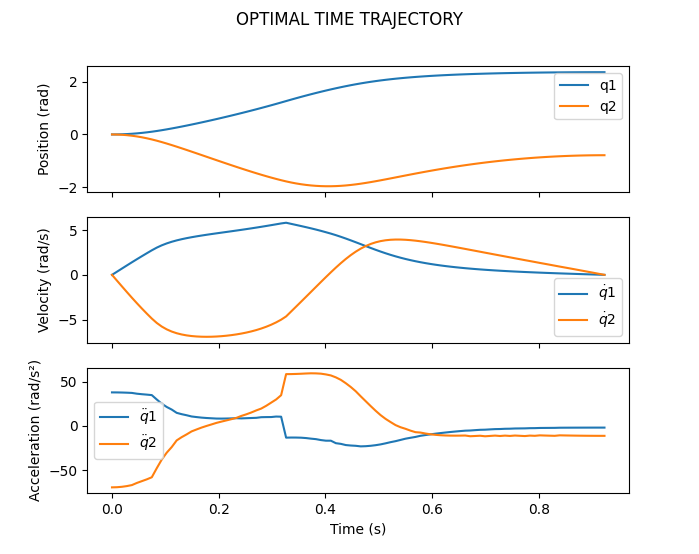 OPTIMAL TIME TRAJECTORY
Position (rad)
2
0
−2
q1
q2
Velocity (rad/s)
5
0
−5
q̇1
q̇2
Acceleration (rad/s²)
50
0
−50
q̈1
q̈2
0.0 0.2 0.4 0.6 0.8
Time (s)